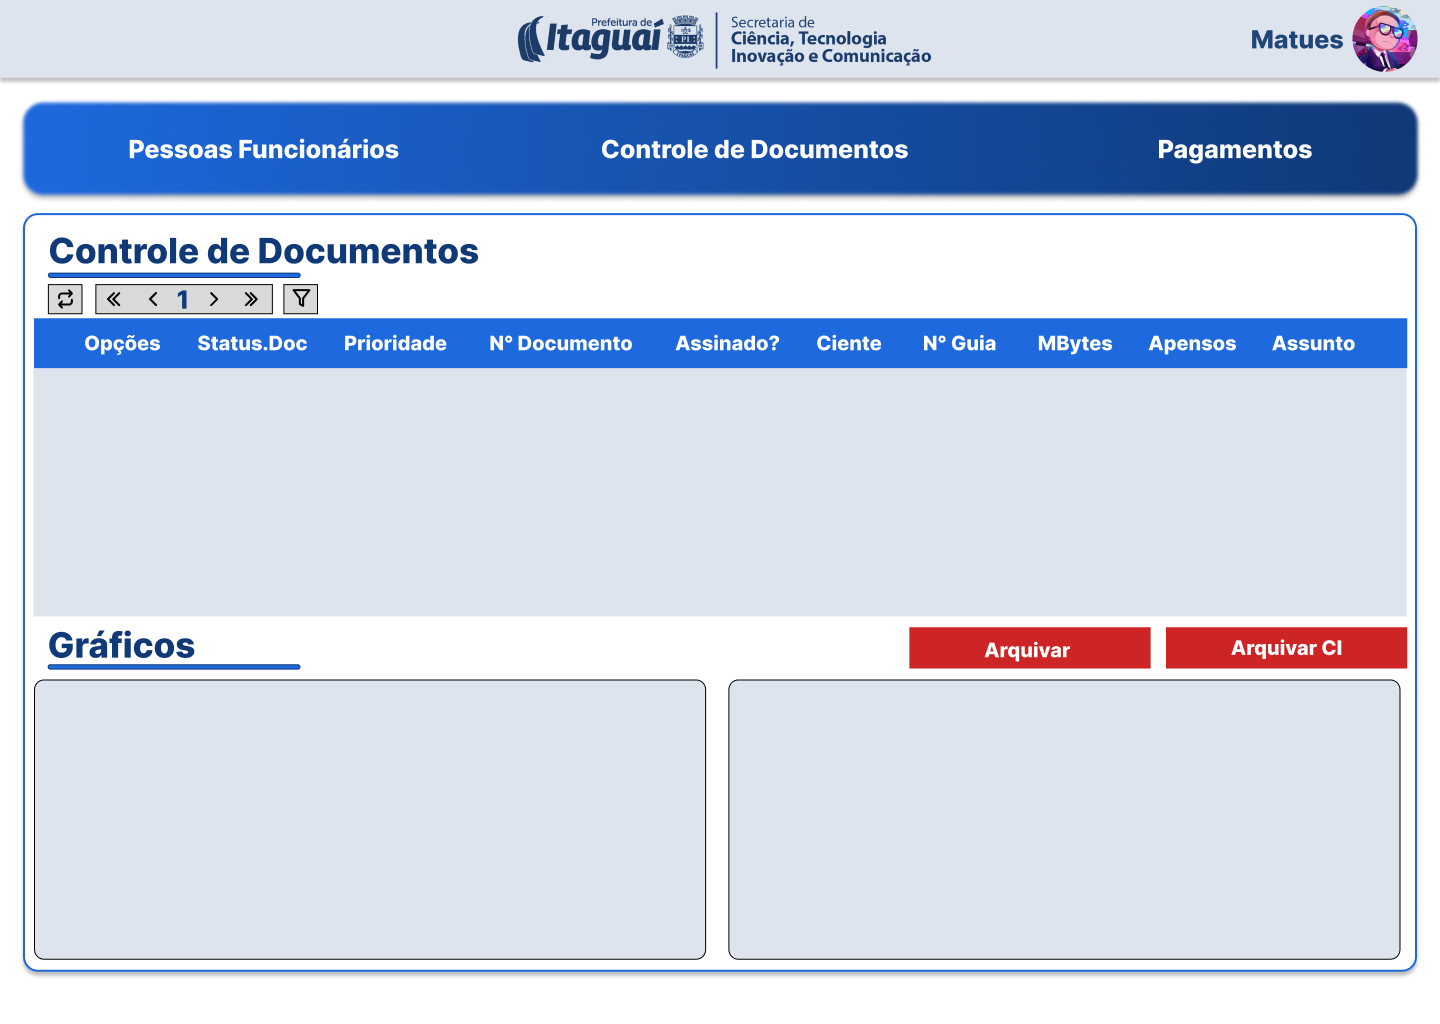 Prefeitura de
Itaguaí
Secretaria de
Ciência, Tecnologia
Inovação e Comunicação
Matues
Pessoas Funcionários
Controle de Documentos
Pagamentos
Controle de Documentos
1
Opções
Status.Doc
Prioridade
N° Documento
Assinado?
Ciente
N° Guia
MBytes
Apensos
Assunto
Gráficos
Arquivar
Arquivar CI